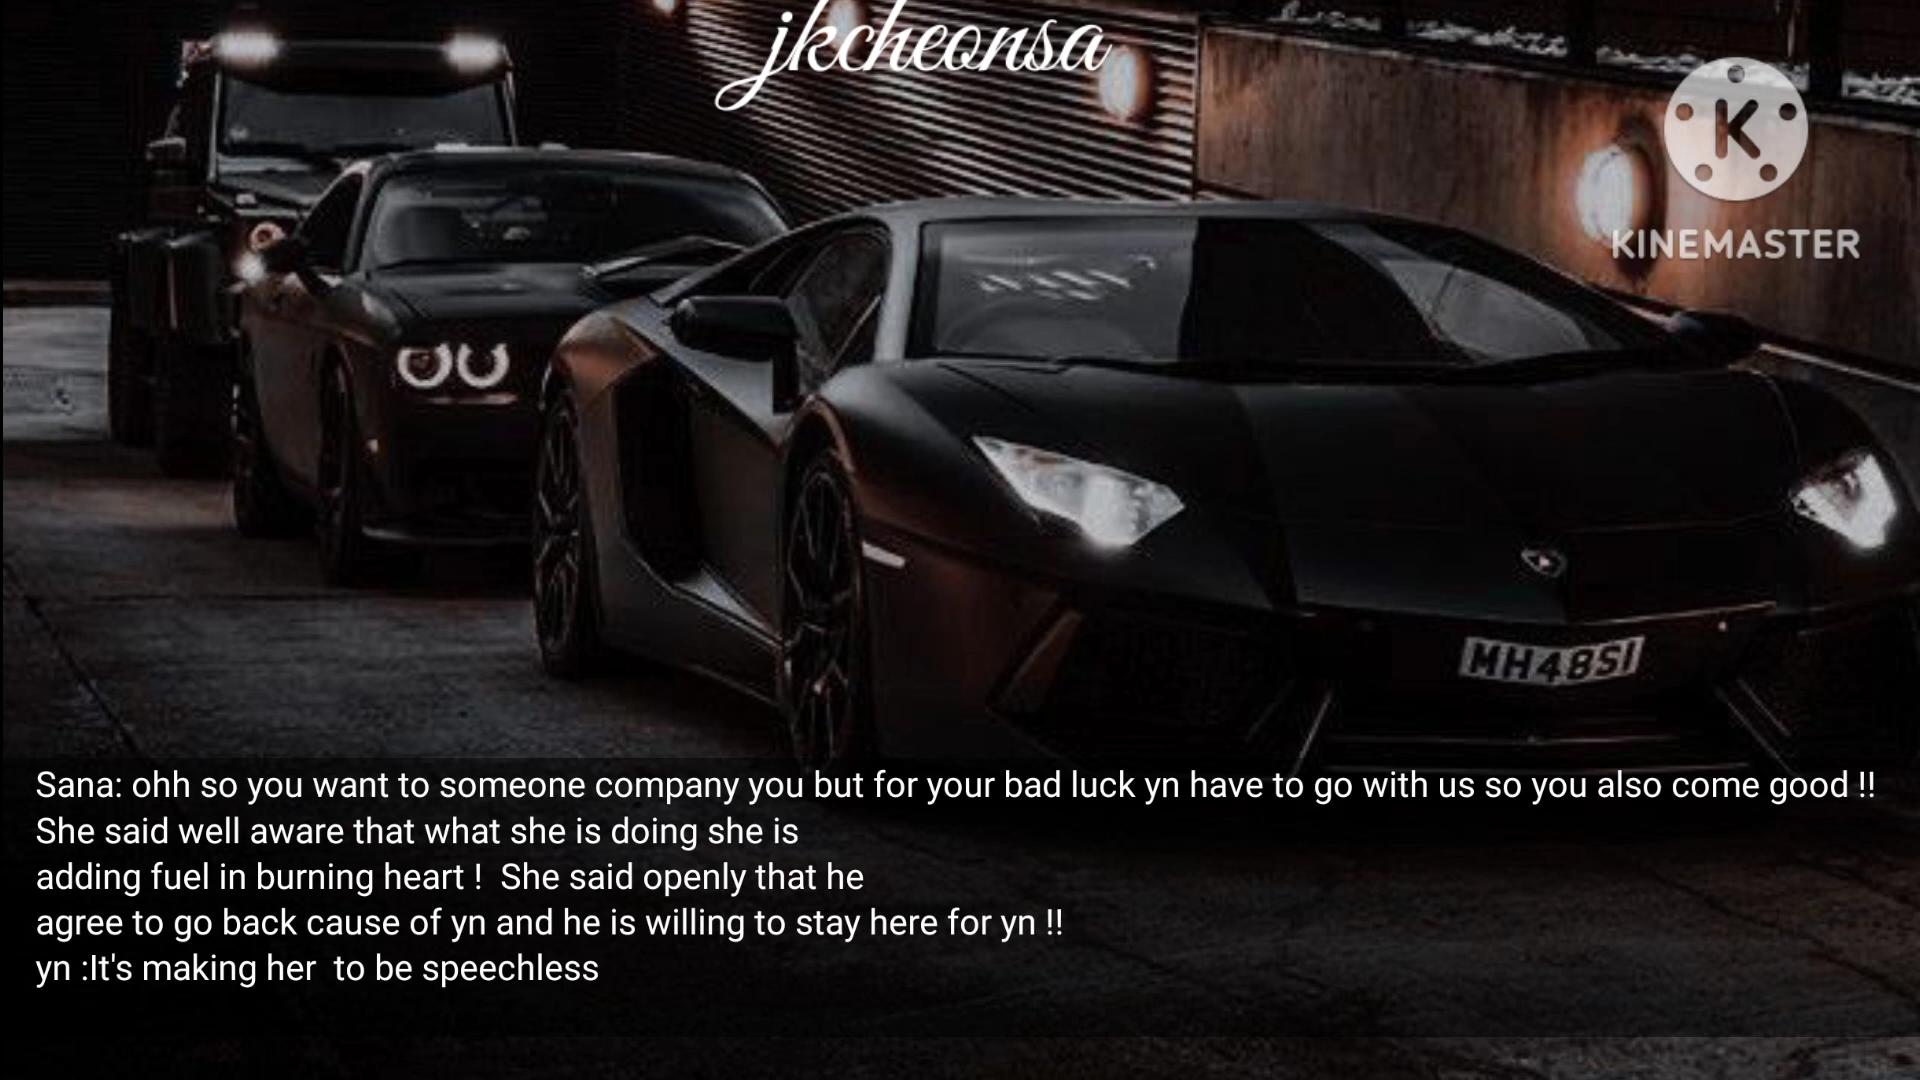 jkcheonsa
K
KINEMASTER
MH48SI
Sana: ohh so you want to someone company you but for your bad luck yn have to go with us so you also come good !!
She said well aware that what she is doing she is
adding fuel in burning heart !  She said openly that he
agree to go back cause of yn and he is willing to stay here for yn !!
yn :It's making her  to be speechless